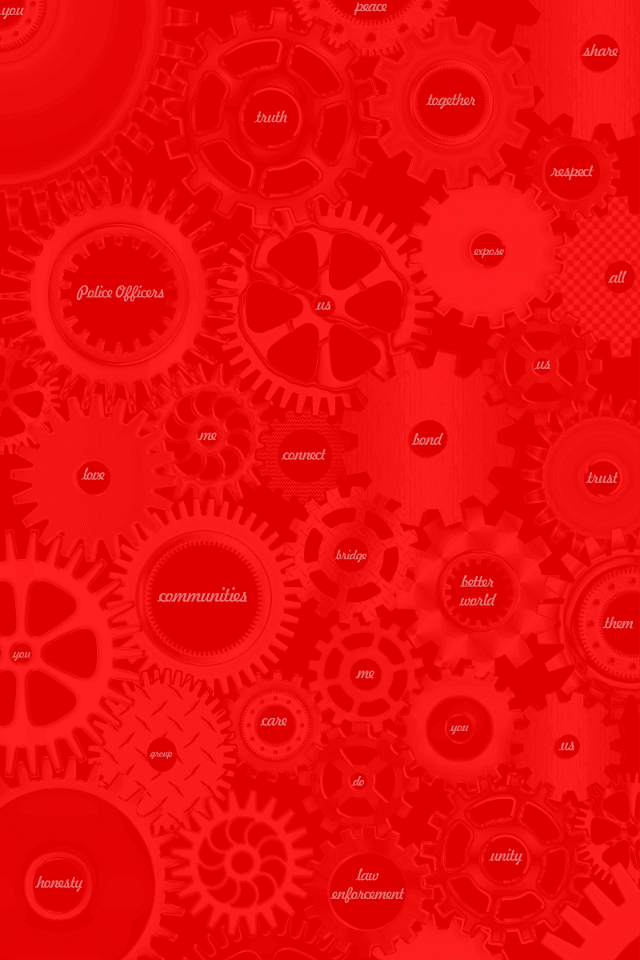 you
peace
share
together
truth
respect
expose
all
Police Officers
us
us
me
bond
connect
love
trust
bridge
better
world
communities
them
you
me
care
you
us
group
do
unity
law
enforcement
honesty